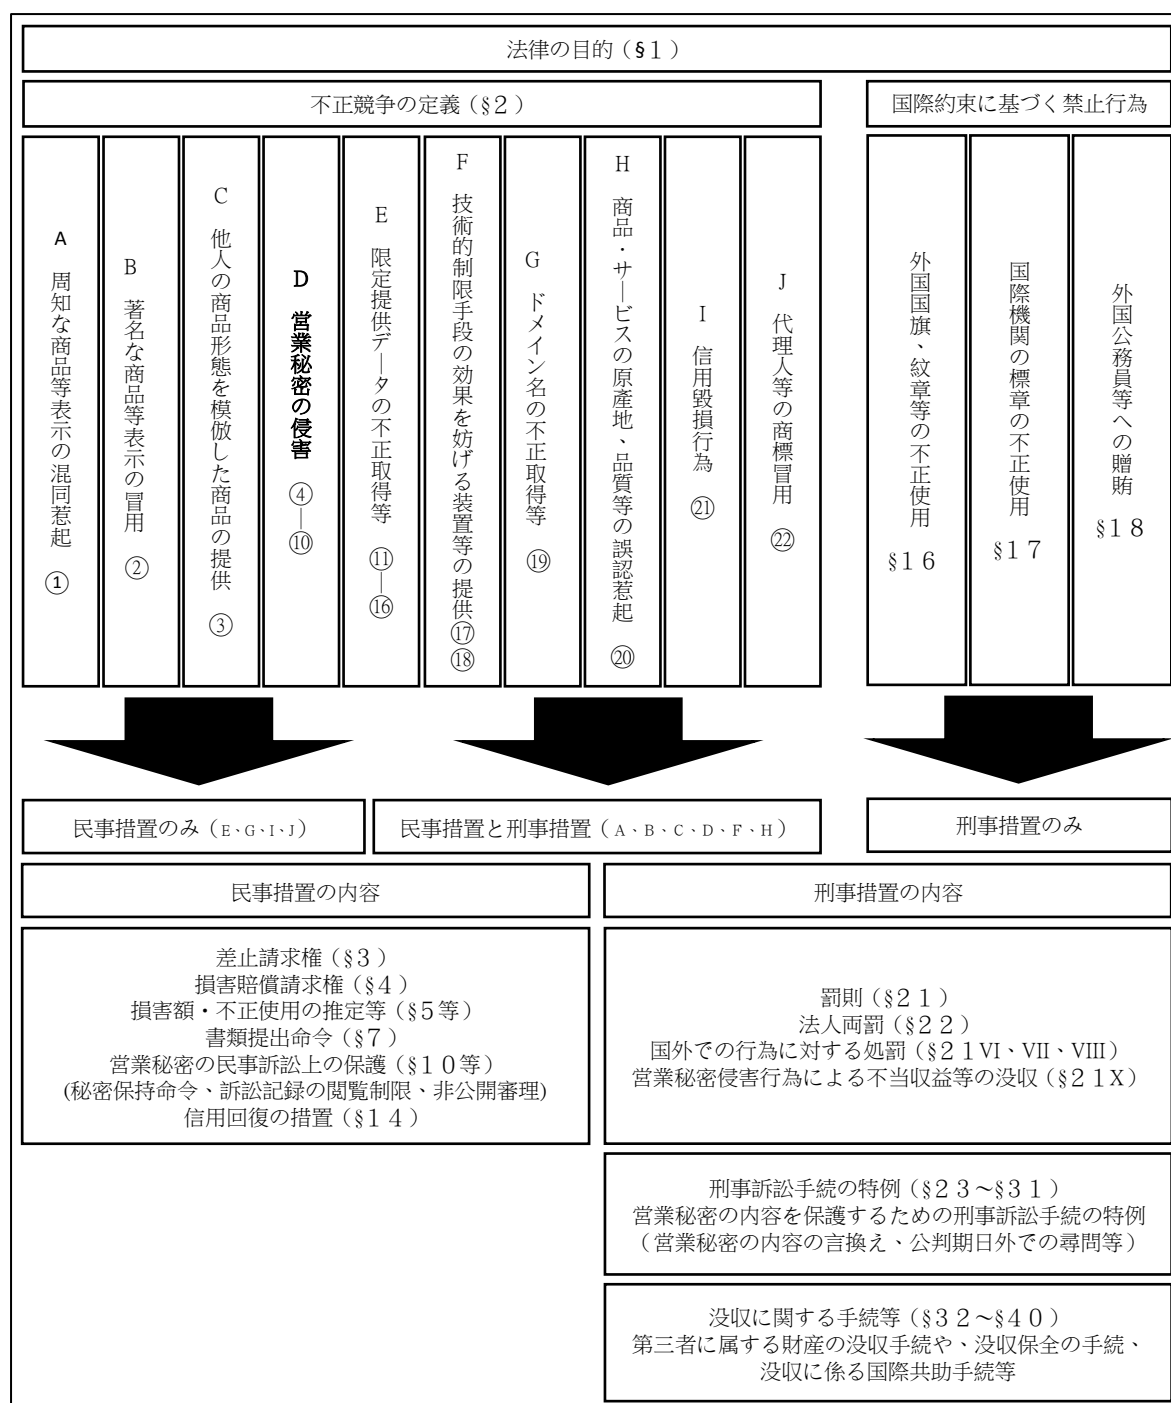 法律の目的（§１）
不正競争の定義（§２）
国際約束に基づく禁止行為
A　周知な商品等表示の混同惹起　①
B　著名な商品等表示の冒用　②
C　他人の商品形態を模倣した商品の提供　③
D　営業秘密の侵害　④―⑩
E　限定提供データの不正取得等　⑪―⑯
F　技術的制限手段の効果を妨げる装置等の提供⑰⑱
G　ドメイン名の不正取得等　⑲
H　商品・サービスの原産地、品質等の誤認惹起　⑳
I　信用毀損行為　㉑
J　代理人等の商標冒用　㉒
外国国旗、紋章等の不正使用　§１６
国際機関の標章の不正使用　§１７
外国公務員等への贈賄　§１８
民事措置のみ（E、G、I、J）
民事措置と刑事措置（A、B、C、D、F、H）
刑事措置のみ
民事措置の内容
差止請求権（§３）
損害賠償請求権（§４）
損害額・不正使用の推定等（§５等）
書類提出命令（§７）
営業秘密の民事訴訟上の保護（§１０等）
(秘密保持命令、訴訟記録の閲覧制限、非公開審理)
信用回復の措置（§１４）
刑事措置の内容
罰則（§２１）
法人両罰（§２２）
国外での行為に対する処罰（§２１VI、VII、VIII）
営業秘密侵害行為による不当収益等の没収（§２１X）
刑事訴訟手続の特例（§２３～§３１）
営業秘密の内容を保護するための刑事訴訟手続の特例
（営業秘密の内容の言換え、公判期日外での尋問等）
没収に関する手続等（§３２～§４０）
第三者に属する財産の没収手続や、没収保全の手続、
没収に係る国際共助手続等